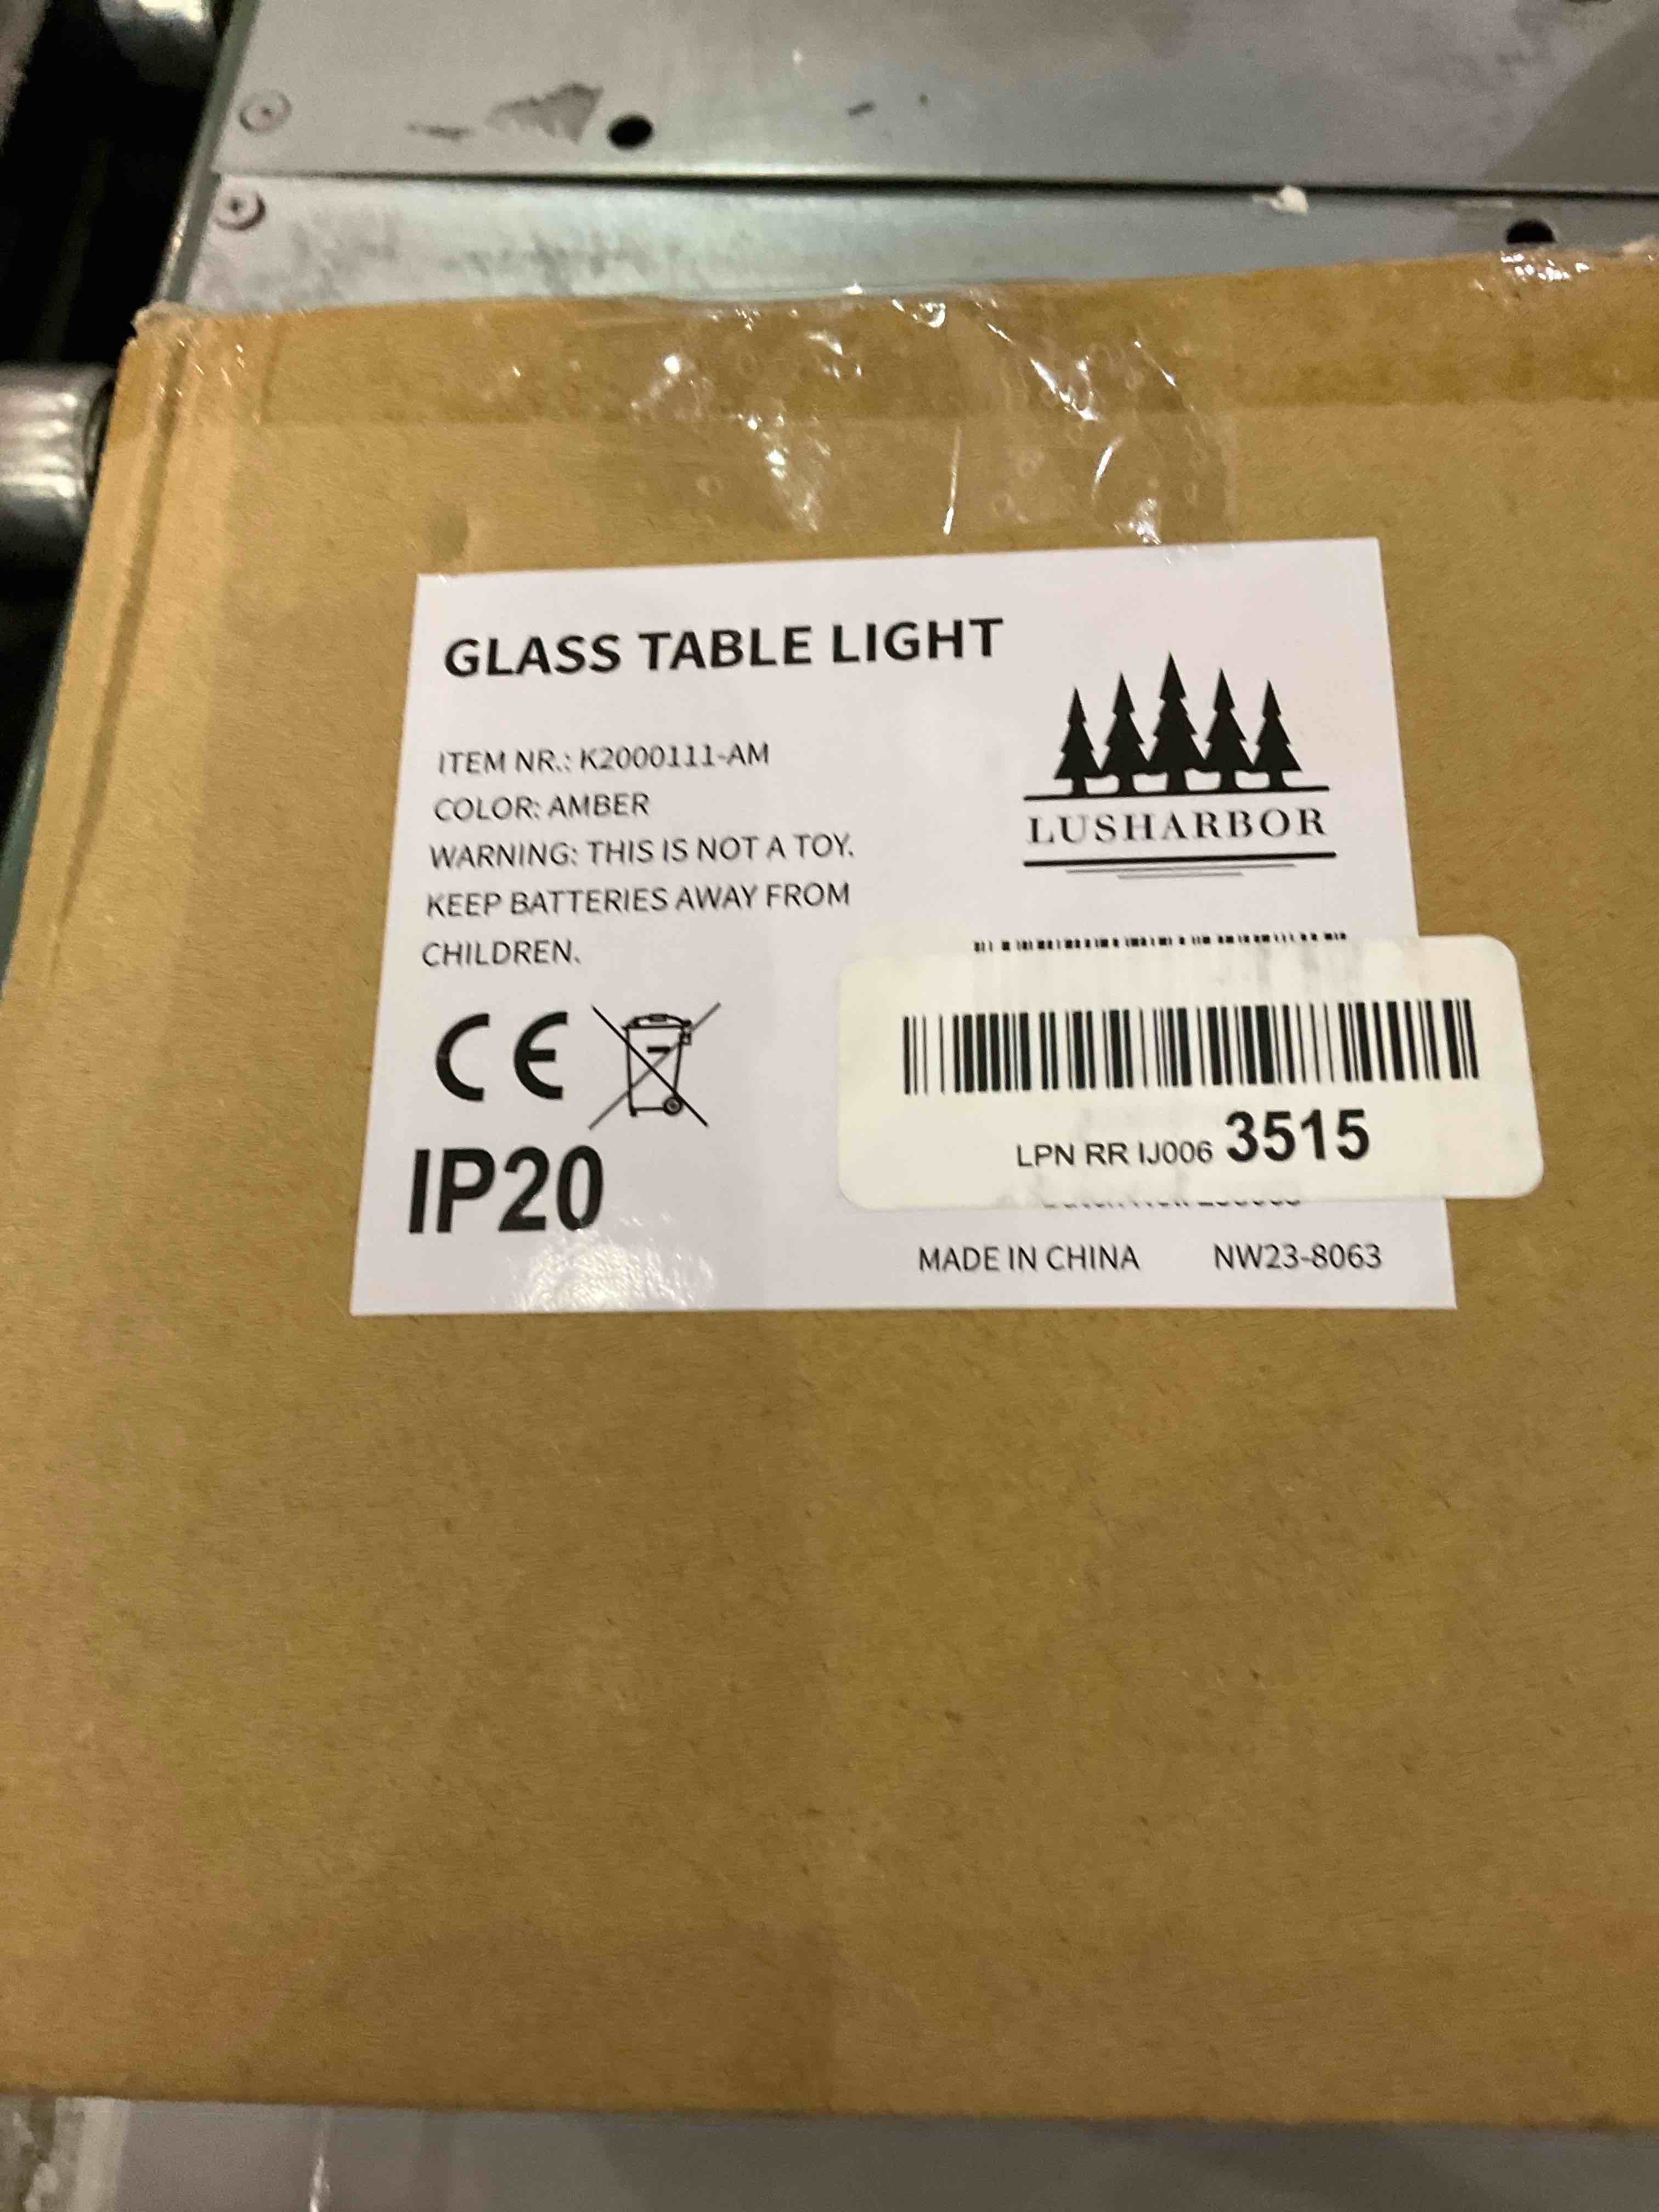 GLASS TABLE LIGHT
ITEM NR.: K2000111-AM
COLOR: AMBER
WARNING: THIS IS NOT A TOY.
KEEP BATTERIES AWAY FROM
CHILDREN.
LUSHARBOR
CE
IP20
LPN RR IJ006 3515
MADE IN CHINA NW23-8063